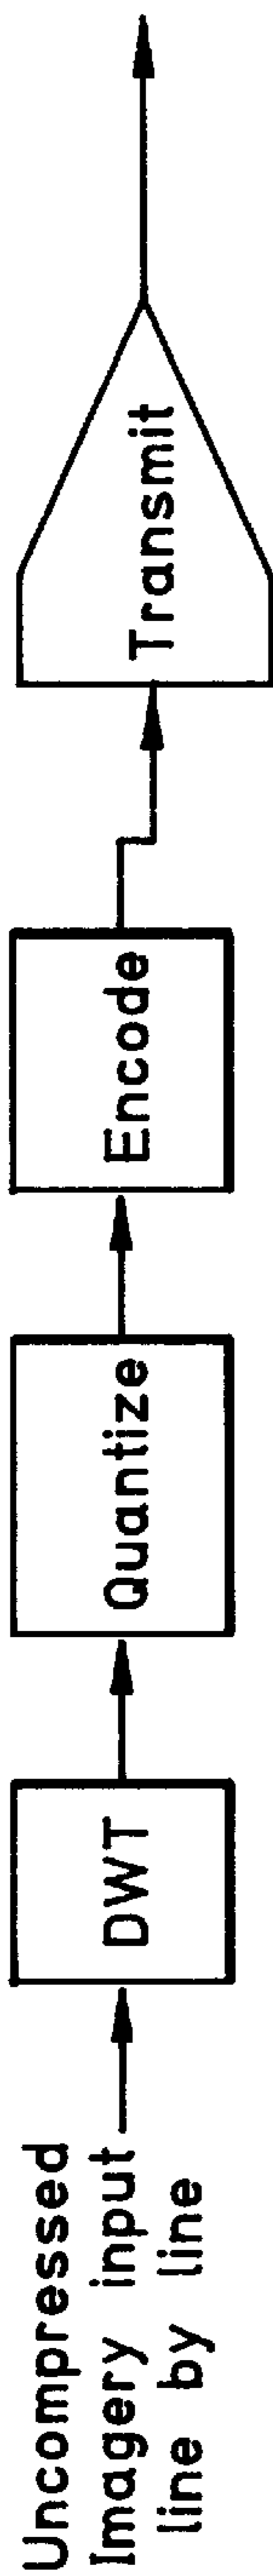 Uncompressed
Imagery input
line by line
DWT
Quantize
Encode
Transmit